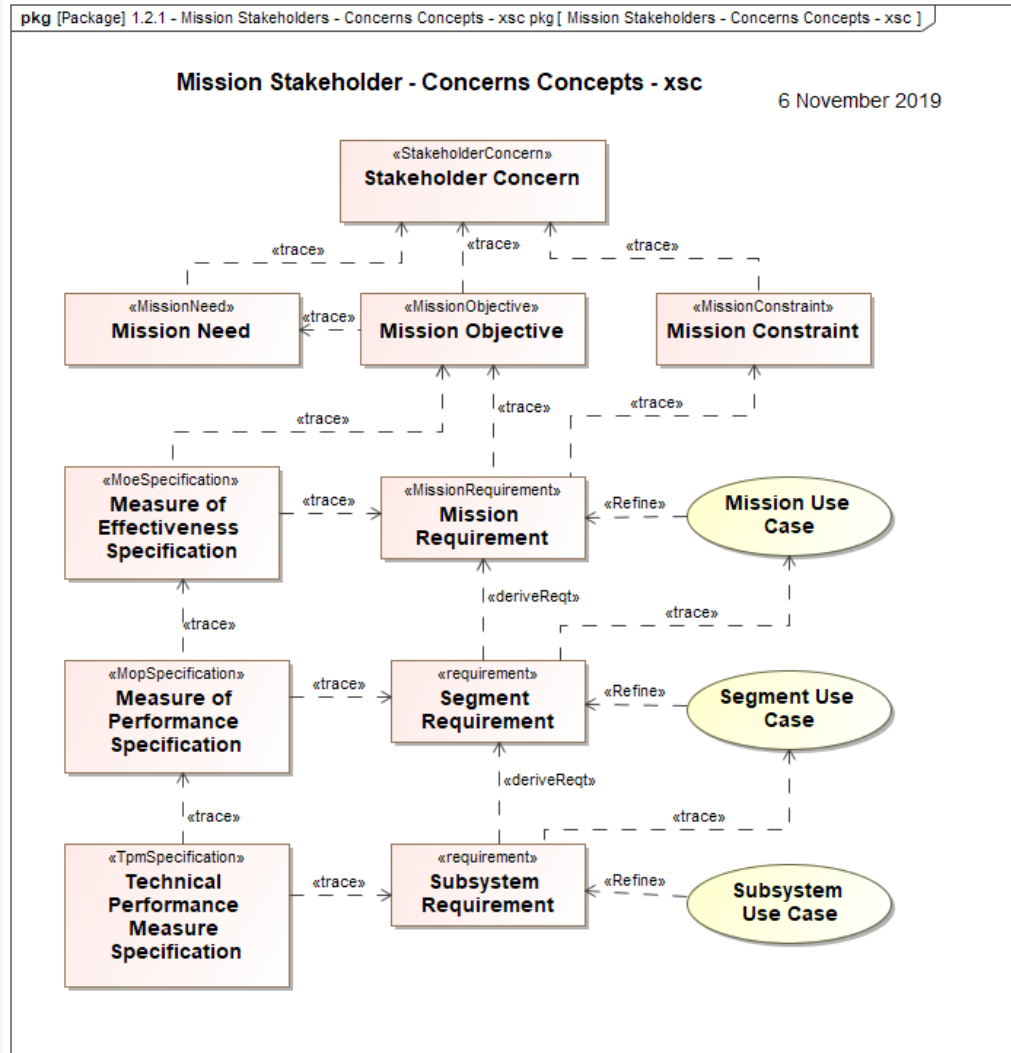 pkg [Package] 1.2.1 - Mission Stakeholders - Concerns Concepts - xsc pkg [ Mission Stakeholders - Concerns Concepts - xsc ]
Mission Stakeholder - Concerns Concepts - xsc
6 November 2019
«StakeholderConcern»
Stakeholder Concern
«trace»
«trace»
«trace»
«MissionNeed»
Mission Need
«trace»
«MissionObjective»
Mission Objective
«MissionConstraint»
Mission Constraint
«trace»
«trace»
«trace»
«MoeSpecification»
Measure of
Effectiveness
Specification
«trace»
«MissionRequirement»
Mission
Requirement
«Refine»
Mission Use
Case
«trace»
«deriveReqt»
«trace»
«MopSpecification»
Measure of
Performance
Specification
«trace»
«requirement»
Segment
Requirement
«Refine»
Segment Use
Case
«trace»
«deriveReqt»
«trace»
«TpmSpecification»
Technical
Performance
Measure
Specification
«trace»
«requirement»
Subsystem
Requirement
«Refine»
Subsystem
Use Case